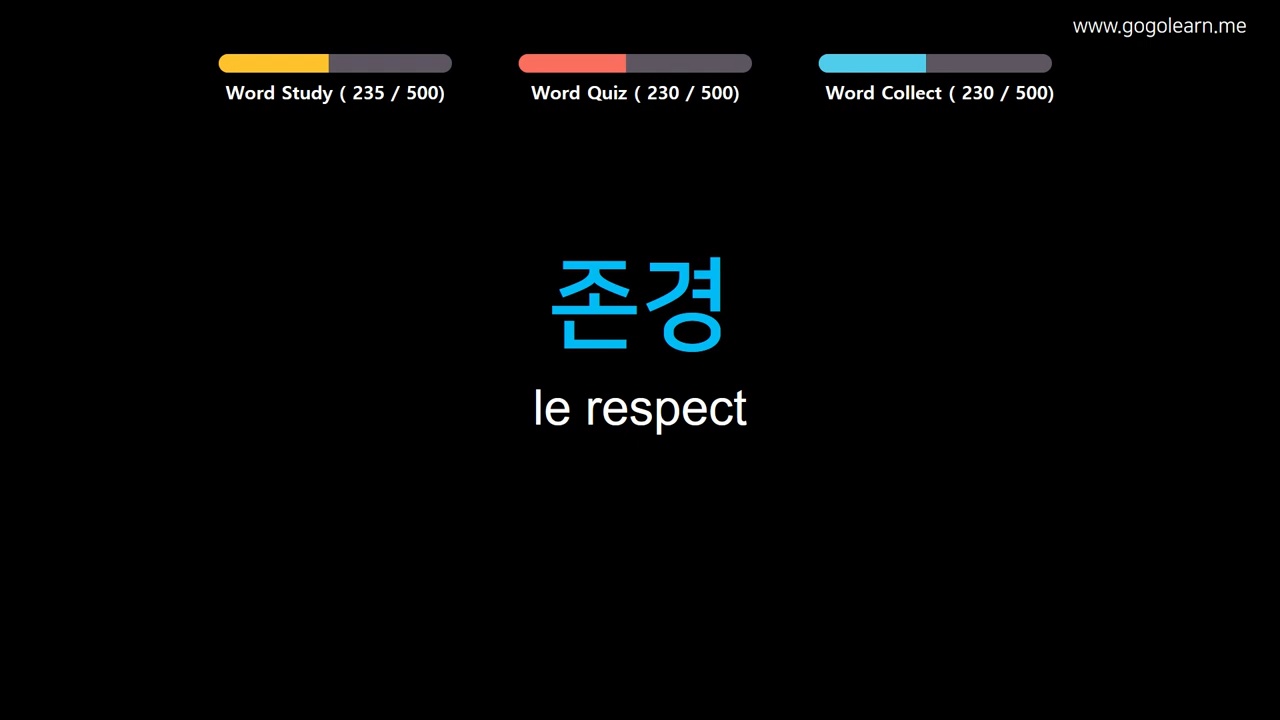 www.gogolearn.me
Word Study ( 235 / 500)
Word Quiz ( 230 / 500)
Word Collect ( 230 / 500)
존경
le respect